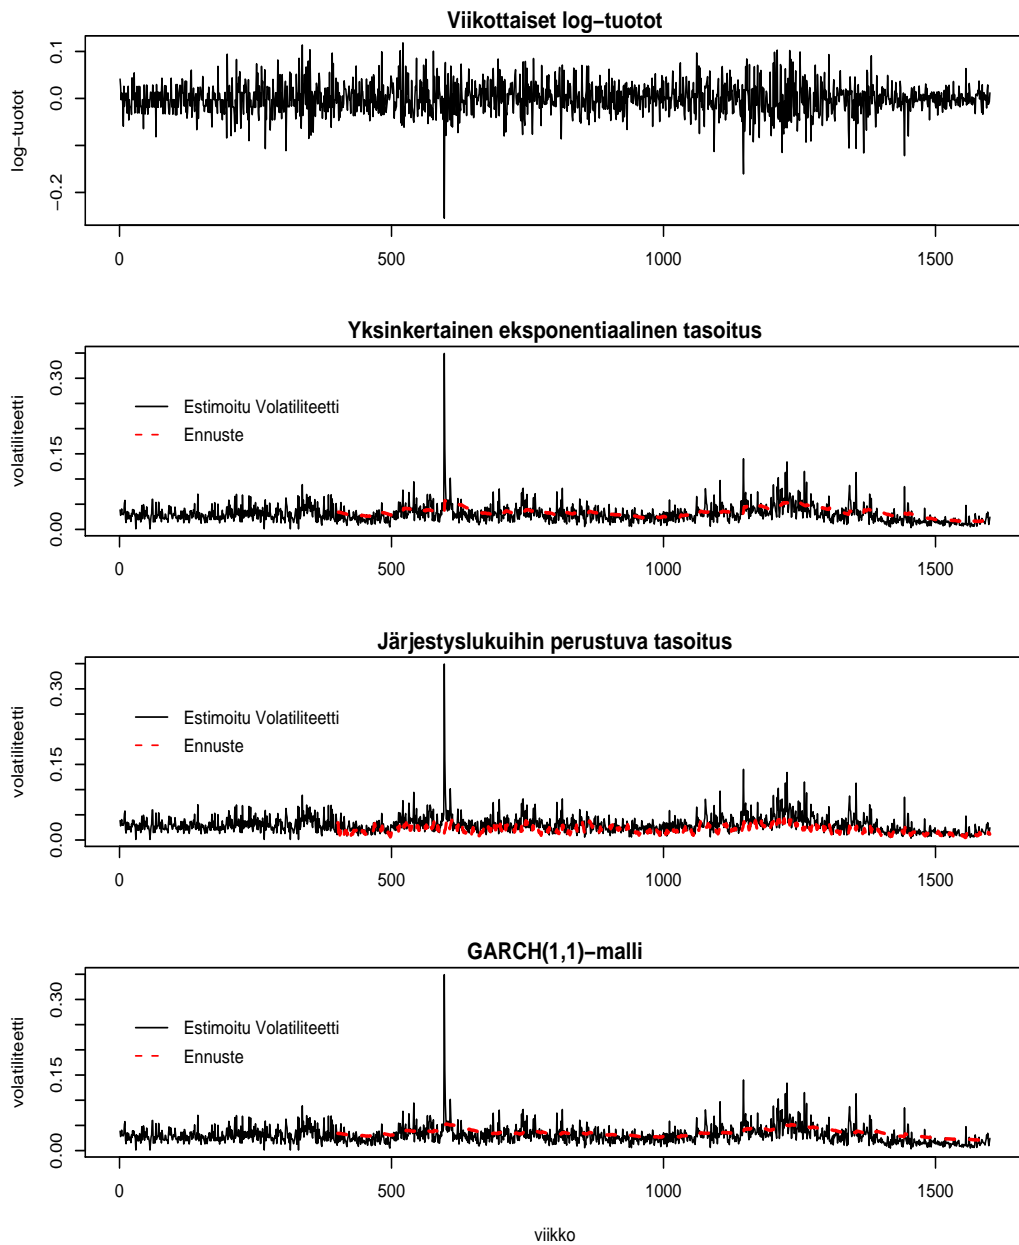 Viikottaiset log−tuotot
log−tuotot
0.1
0.0
−0.2
0 500 1000 1500
Yksinkertainen eksponentiaalinen tasoitus
volatiliteetti
0.30
0.15
0.00
Estimoitu Volatiliteetti
Ennuste
0 500 1000 1500
Järjestyslukuihin perustuva tasoitus
volatiliteetti
0.30
0.15
0.00
Estimoitu Volatiliteetti
Ennuste
0 500 1000 1500
GARCH(1,1)−malli
volatiliteetti
0.30
0.15
0.00
Estimoitu Volatiliteetti
Ennuste
0 500 1000 1500
viikko